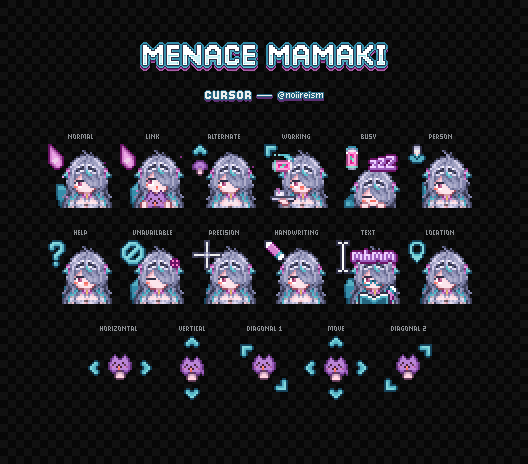 MENACE MAMAKI
CURSOR — @noiireism
NORMAL LINK ALTERNATE WORKING BUSY PERSON
zzZ
HELP UNAVAILABLE PRECISION HANDWRITING TEXT LOCATION
mhmm
HORIZONTAL VERTICAL DIAGONAL 1 MOVE DIAGONAL 2